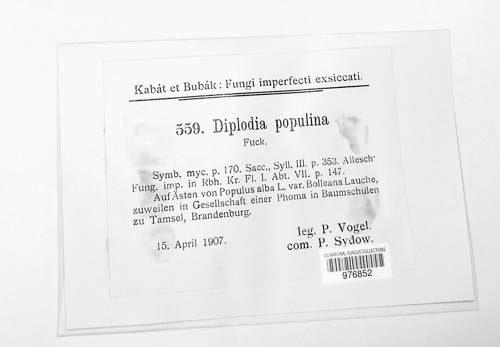 Kabát et Bubák: Fungi imperfecti exsiccati.
559. Diplodia populina
Fuck.
Symb. myc. p. 170. Sacc., Syll. III. p. 353. Allesch.
Fung. imp. in Rbh. Kr. Fl. I. Abt. VII. p. 147.
Auf Ästen von Populus alba L. var. Bolleana Lauche,
zuweilen in Gesellschaft einer Phoma in Baumschulen
zu Tamsel, Brandenburg.
15. April 1907.
leg. P. Vogel.
com. P. Sydow.
US NATIONAL FUNGUS COLLECTIONS
976852